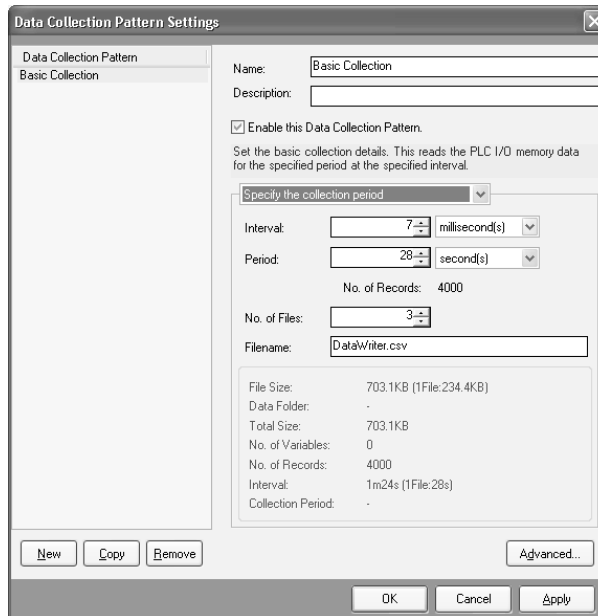 Data Collection Pattern Settings
Data Collection Pattern
Basic Collection
Name: Basic Collection
Description:
Enable this Data Collection Pattern.
Set the basic collection details. This reads the PLC I/O memory data
for the specified period at the specified interval.
Specify the collection period
Interval: 7 millisecond(s)
Period: 28 second(s)
No. of Records: 4000
No. of Files: 3
Filename: DataWriter.csv
File Size: 703.1KB (1File:234.4KB)
Data Folder: -
Total Size: 703.1KB
No. of Variables: 0
No. of Records: 4000
Interval: 1m24s (1File:28s)
Collection Period: -
New Copy Remove Advanced...
OK Cancel Apply